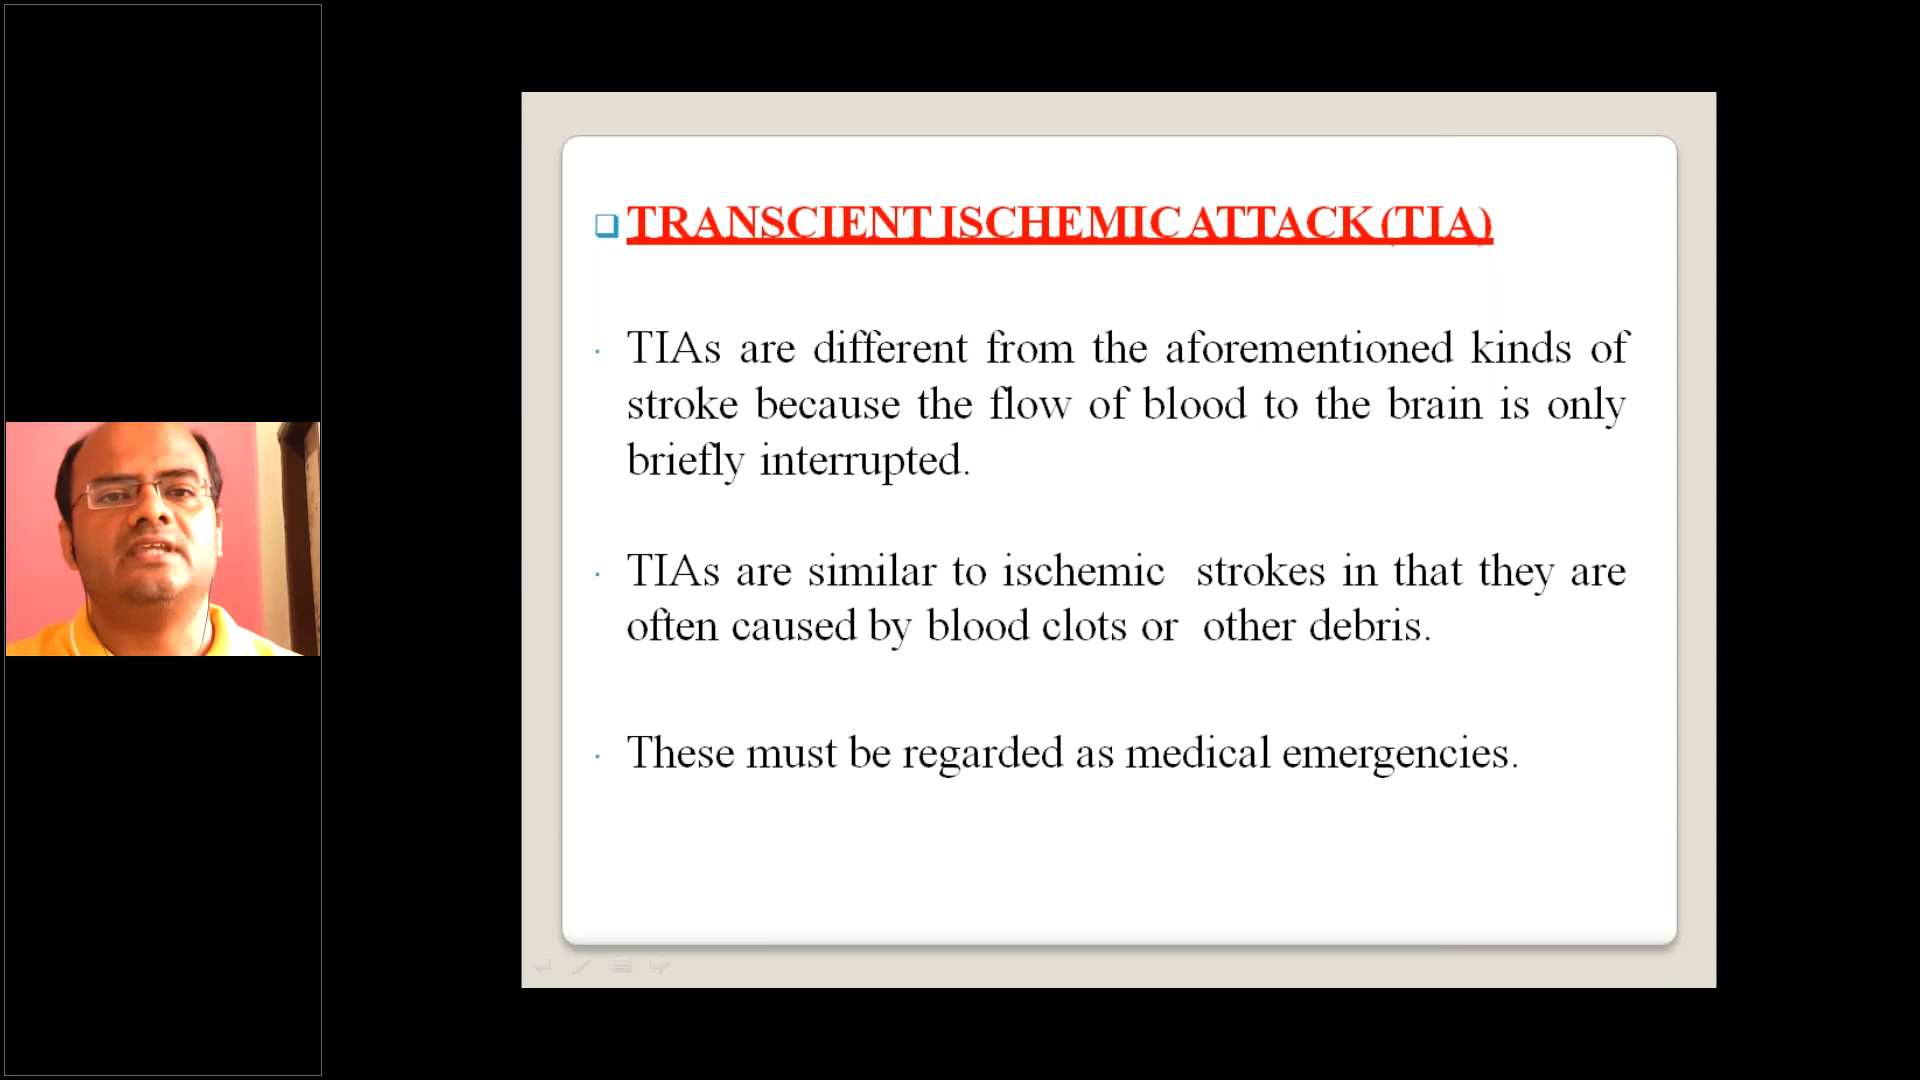 TRANSCIENT ISCHEMIC ATTACK (TIA)
TIAs are different from the aforementioned kinds of
stroke because the flow of blood to the brain is only
briefly interrupted.
TIAs are similar to ischemic strokes in that they are
often caused by blood clots or other debris.
These must be regarded as medical emergencies.